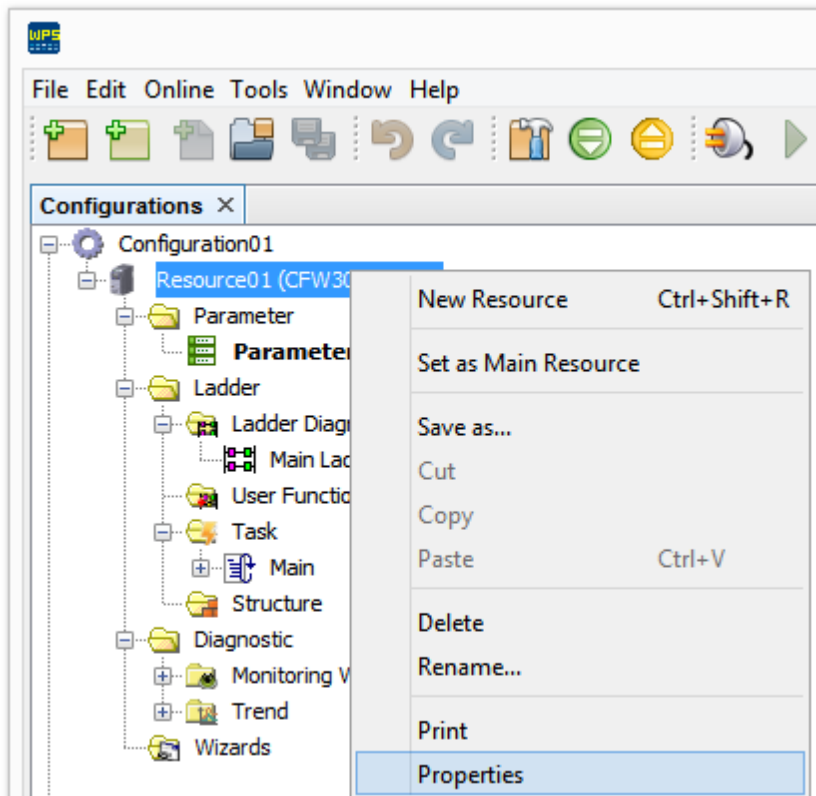 WPS
File Edit Online Tools Window Help
Configurations
Configuration01
Resource01 (CFW30
New Resource Ctrl+Shift+R
Parameter
Parameter
Set as Main Resource
Ladder
Ladder Diagr
Save as...
Main Lad
Cut
User Functio
Copy
Task
Paste Ctrl+V
Main
Structure
Delete
Diagnostic
Rename...
Monitoring W
Trend
Print
Wizards
Properties